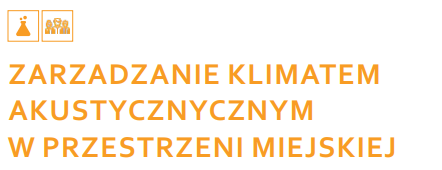 ZARZADZANIE KLIMATEM
AKUSTYCZNYCZNYM
W PRZESTRZENI MIEJSKIEJ